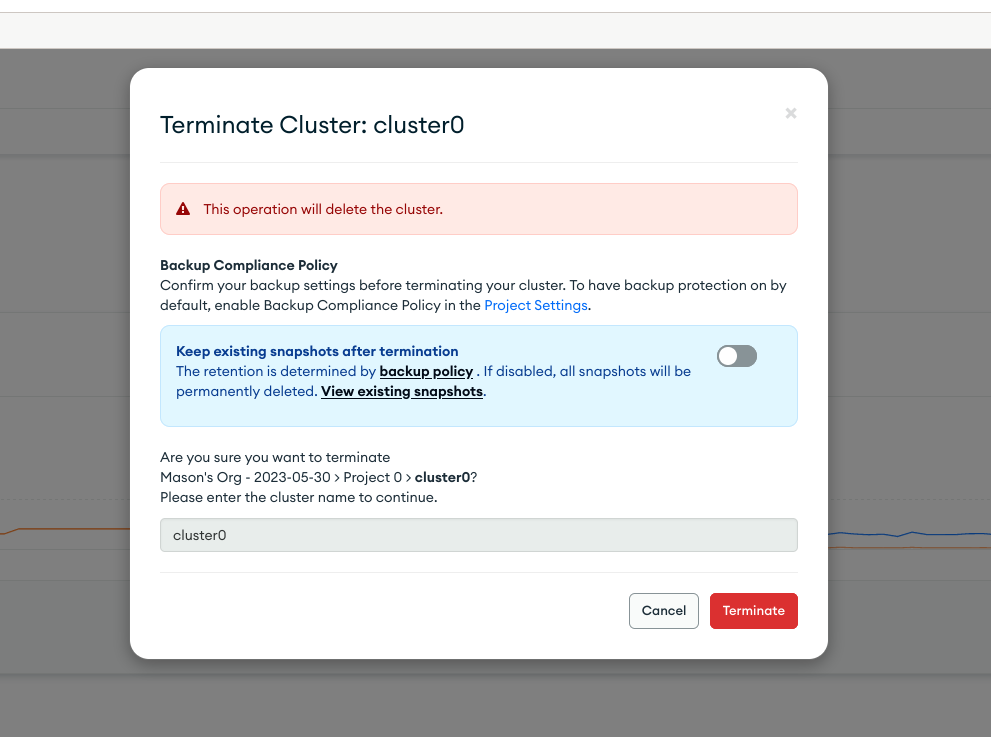 Terminate Cluster: cluster0
This operation will delete the cluster.
Backup Compliance Policy
Confirm your backup settings before terminating your cluster. To have backup protection on by
default, enable Backup Compliance Policy in the Project Settings.
Keep existing snapshots after termination
The retention is determined by backup policy . If disabled, all snapshots will be
permanently deleted. View existing snapshots.
Are you sure you want to terminate
Mason's Org - 2023-05-30 > Project 0 > cluster0?
Please enter the cluster name to continue.
cluster0
Cancel
Terminate